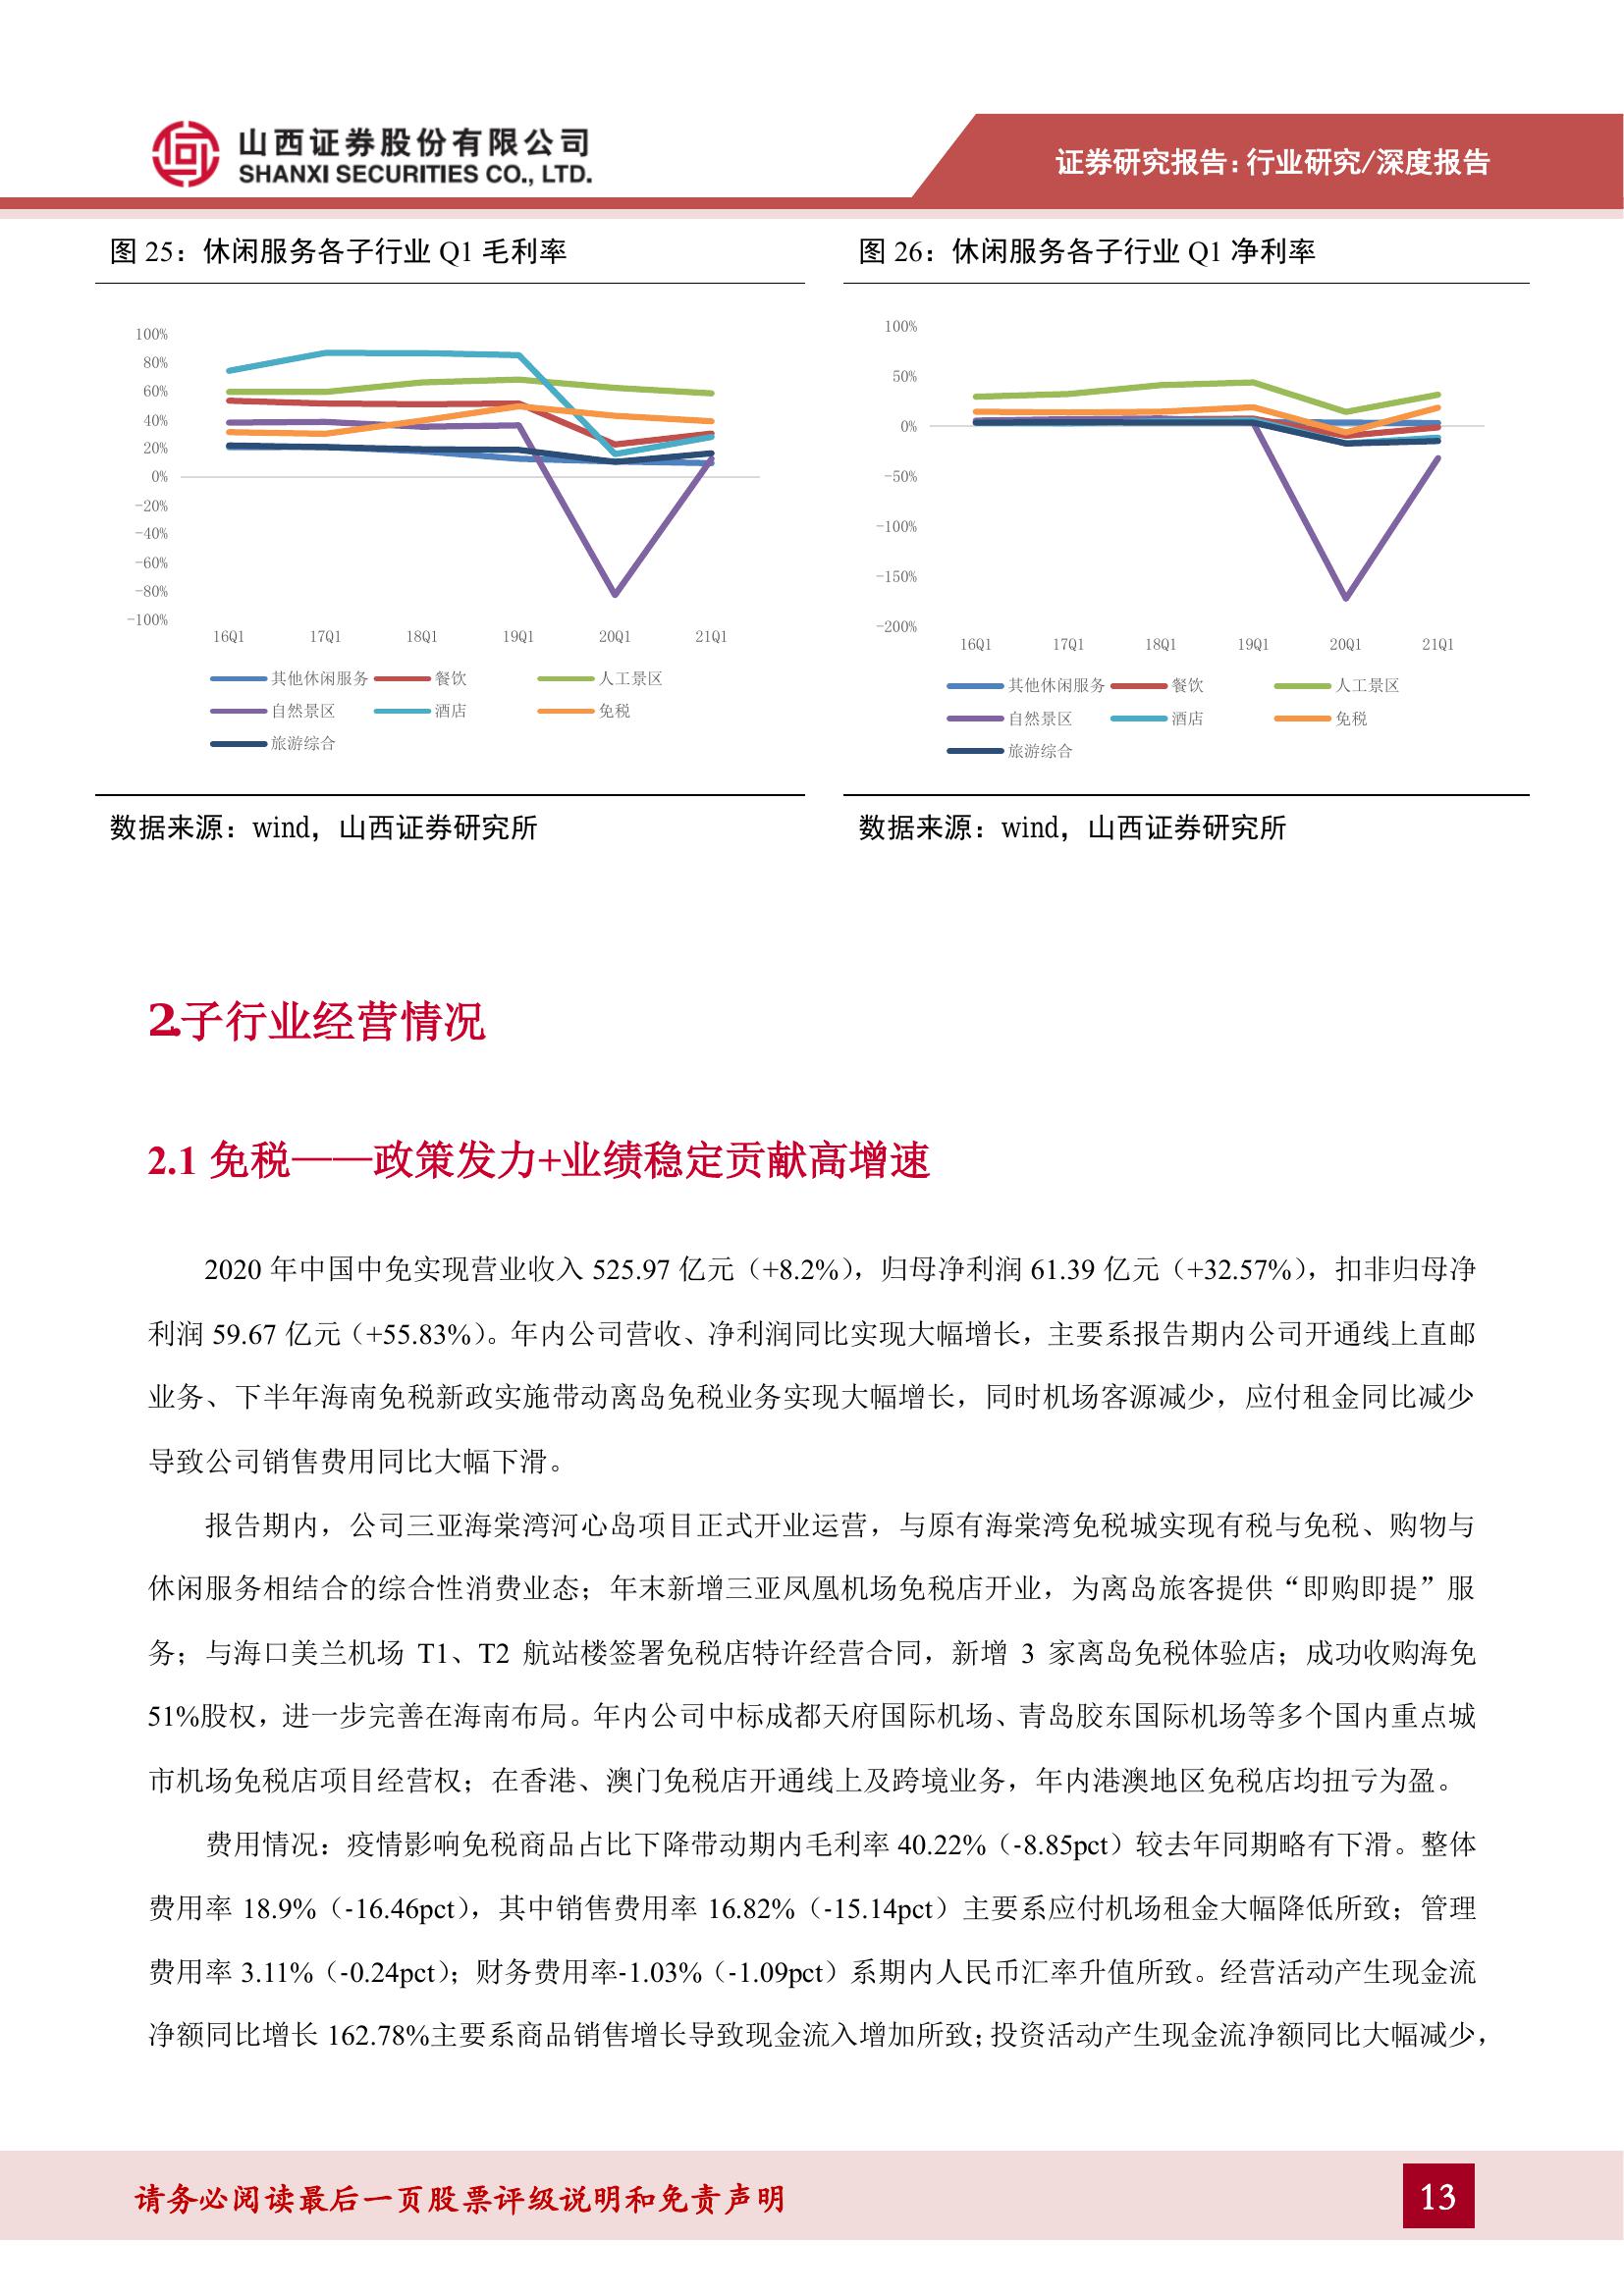 山西证券股份有限公司
SHANXI SECURITIES CO., LTD.
证券研究报告：行业研究/深度报告
图 25：休闲服务各子行业 Q1 毛利率
100%
80%
60%
40%
20%
0%
-20%
-40%
-60%
-80%
-100%
16Q1 17Q1 18Q1 19Q1 20Q1 21Q1
其他休闲服务 餐饮 人工景区
自然景区 酒店 免税
旅游综合
数据来源：wind，山西证券研究所
图 26：休闲服务各子行业 Q1 净利率
100%
50%
0%
-50%
-100%
-150%
-200%
16Q1 17Q1 18Q1 19Q1 20Q1 21Q1
其他休闲服务 餐饮 人工景区
自然景区 酒店 免税
旅游综合
数据来源：wind，山西证券研究所
2.子行业经营情况
2.1 免税——政策发力+业绩稳定贡献高增速
2020 年中国中免实现营业收入 525.97 亿元（+8.2%），归母净利润 61.39 亿元（+32.57%），扣非归母净
利润 59.67 亿元（+55.83%）。年内公司营收、净利润同比实现大幅增长，主要系报告期内公司开通线上直邮
业务、下半年海南免税新政实施带动离岛免税业务实现大幅增长，同时机场客源减少，应付租金同比减少
导致公司销售费用同比大幅下滑。
报告期内，公司三亚海棠湾河心岛项目正式开业运营，与原有海棠湾免税城实现有税与免税、购物与
休闲服务相结合的综合性消费业态；年末新增三亚凤凰机场免税店开业，为离岛旅客提供“即购即提”服
务；与海口美兰机场 T1、T2 航站楼签署免税店特许经营合同，新增 3 家离岛免税体验店；成功收购海免
51%股权，进一步完善在海南布局。年内公司中标成都天府国际机场、青岛胶东国际机场等多个国内重点城
市机场免税店项目经营权；在香港、澳门免税店开通线上及跨境业务，年内港澳地区免税店均扭亏为盈。
费用情况：疫情影响免税商品占比下降带动期内毛利率 40.22%（-8.85pct）较去年同期略有下滑。整体
费用率 18.9%（-16.46pct），其中销售费用率 16.82%（-15.14pct）主要系应付机场租金大幅降低所致；管理
费用率 3.11%（-0.24pct）；财务费用率-1.03%（-1.09pct）系期内人民币汇率升值所致。经营活动产生现金流
净额同比增长 162.78%主要系商品销售增长导致现金流入增加所致；投资活动产生现金流净额同比大幅减少，
请务必阅读最后一页股票评级说明和免责声明
13